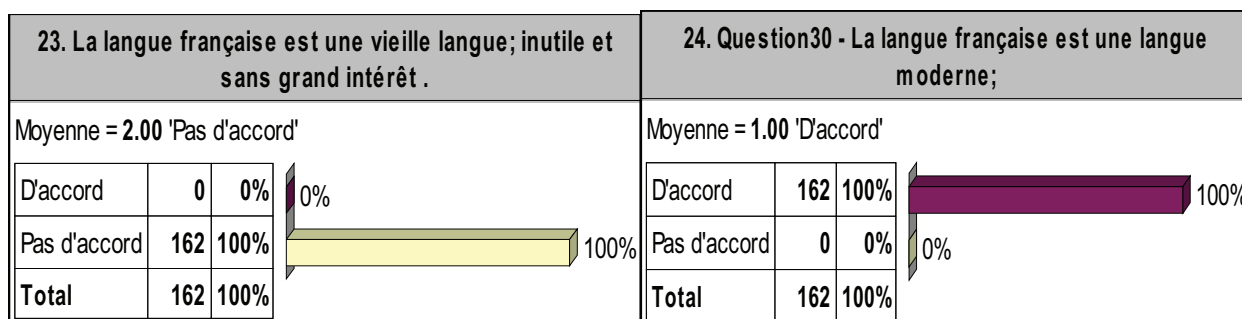 23. La langue française est une vieille langue; inutile et
sans grand intérêt .
Moyenne = 2.00 'Pas d'accord'
D'accord 0 0% 0%
Pas d'accord 162 100% 100%
Total 162 100%
24. Question30 - La langue française est une langue
moderne;
Moyenne = 1.00 'D'accord'
D'accord 162 100% 100%
Pas d'accord 0 0% 0%
Total 162 100%